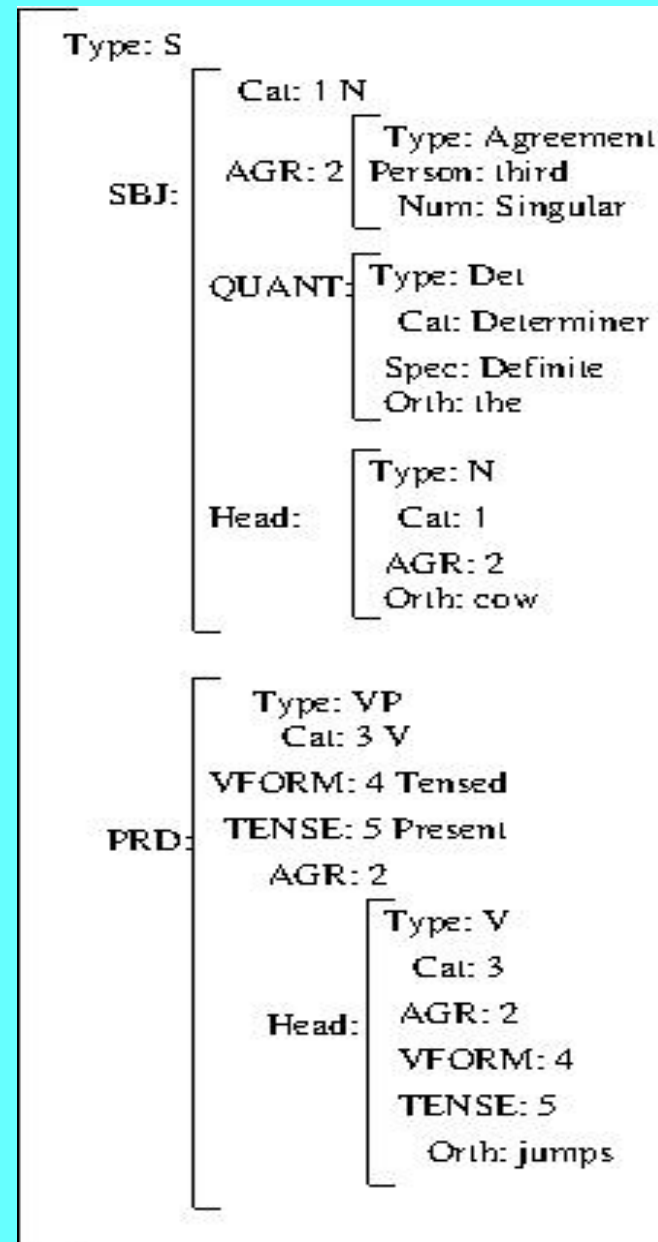 Type: S
Cat: 1 N
SBJ:
AGR: 2
Type: Agreement
Person: third
Num: Singular
QUANT:
Type: Det
Cat: Determiner
Spec: Definite
Orth: the
Head:
Type: N
Cat: 1
AGR: 2
Orth: cow
PRD:
Type: VP
Cat: 3 V
VFORM: 4 Tensed
TENSE: 5 Present
AGR: 2
Head:
Type: V
Cat: 3
AGR: 2
VFORM: 4
TENSE: 5
Orth: jumps